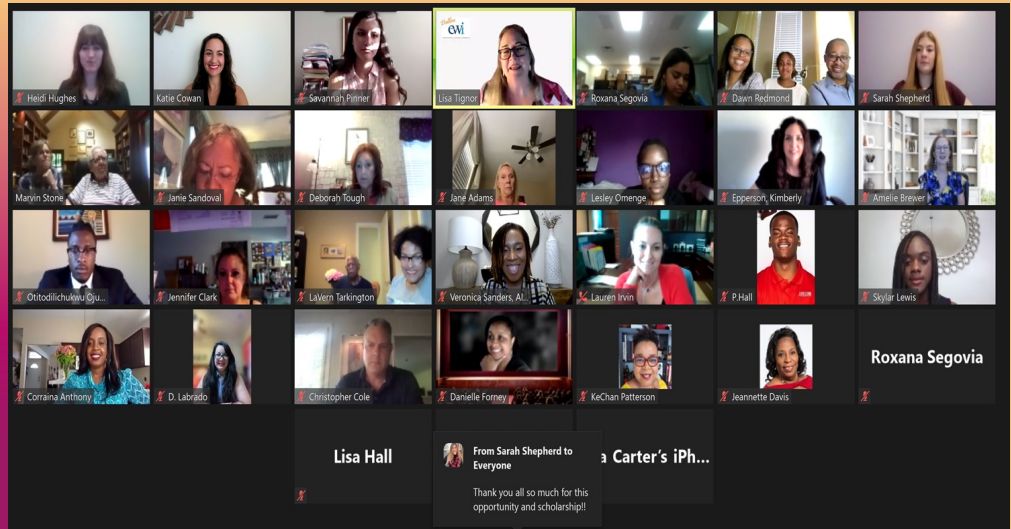 Dallas
ewi
Heidi Hughes
Katie Cowan
Savannah Pinner
Lisa Tignor
Roxana Segovia
Dawn Redmond
Sarah Shepherd
Marvin Stone
Janie Sandoval
Deborah Tough
Jane Adams
Lesley Omenge
Epperson, Kimberly
Amelie Brewer
Otitodilichukwu Oju...
Jennifer Clark
LaVern Tarkington
Veronica Sanders, Al...
Lauren Irvin
P.Hall
Skylar Lewis
Corraina Anthony
D. Labrado
Christopher Cole
Danielle Forney
KeChan Patterson
Jeannette Davis
Roxana Segovia
Lisa Hall
From Sarah Shepherd to
Everyone
Thank you all so much for this
opportunity and scholarship!!
a Carter's iPh...